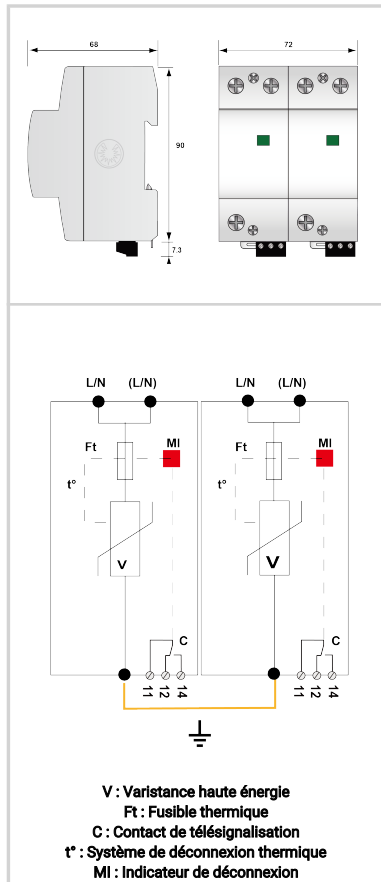 68
72
90
7.3
L/N (L/N)
L/N (L/N)
Ft
MI
Ft
MI
t°
t°
V
V
C
C
11 12 14
11 12 14
V : Varistance haute énergie
Ft : Fusible thermique
C : Contact de télésignalisation
t° : Système de déconnexion thermique
MI : Indicateur de déconnexion